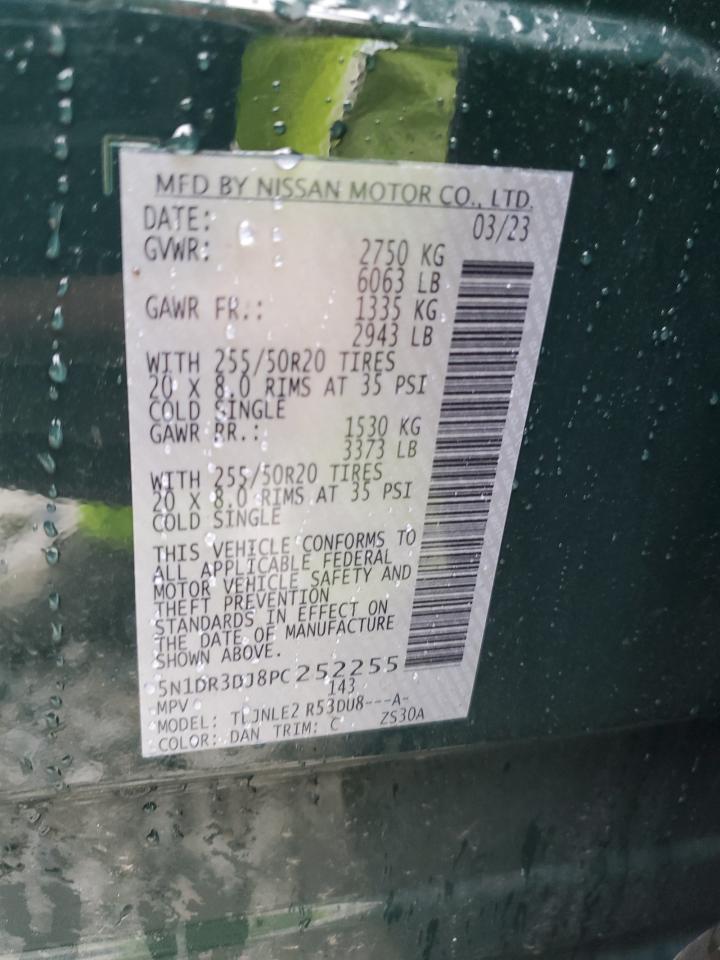 MFD BY NISSAN MOTOR CO., LTD.
DATE: 03/23
GVWR: 2750 KG
6063 LB
GAWR FR.: 1335 KG
2943 LB
WITH 255/50R20 TIRES
20 X 8.0 RIMS AT 35 PSI
COLD SINGLE
GAWR RR.: 1530 KG
3373 LB
WITH 255/50R20 TIRES
20 X 8.0 RIMS AT 35 PSI
COLD SINGLE
THIS VEHICLE CONFORMS TO
ALL APPLICABLE FEDERAL
MOTOR VEHICLE SAFETY AND
THEFT PREVENTION
STANDARDS IN EFFECT ON
THE DATE OF MANUFACTURE
SHOWN ABOVE.
5N1DR3DJ8PC252255
MPV 143
MODEL: TLJNLE2 R53DU8---A-
COLOR: DAN TRIM: C ZS30A